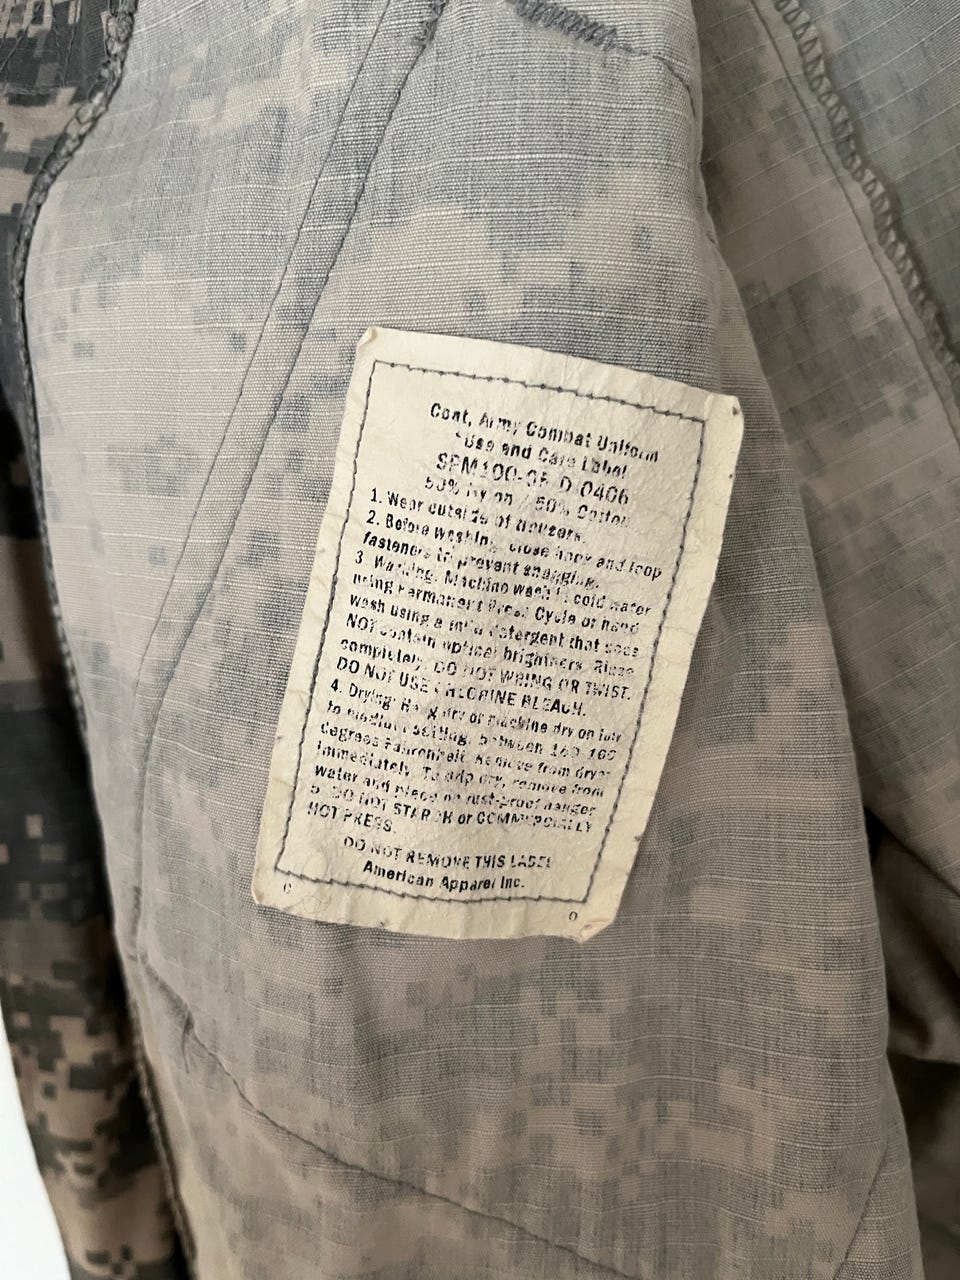 Coat, Army Combat Uniform
Use and Care Label
SPM100-05 D 0406
50% Nylon / 50% Cotton
1. Wear outside of trousers.
2. Before washing, close hook and loop
fasteners to prevent snagging.
3. Washing: Machine wash in cold water
using Permanent Press Cycle or hand
wash using a mild detergent that does
NOT contain optical brighteners. Rinse
completely. DO NOT WRING OR TWIST.
DO NOT USE CHLORINE BLEACH.
4. Drying: Hang dry or machine dry on low
to medium setting, between
degrees Fahrenheit. Remove from dryer
immediately. To drip dry, remove from
water and place on rust-proof hanger
5. DO NOT STARCH or COMMERCIALLY
HOT PRESS.
DO NOT REMOVE THIS LABEL
American Apparel Inc.